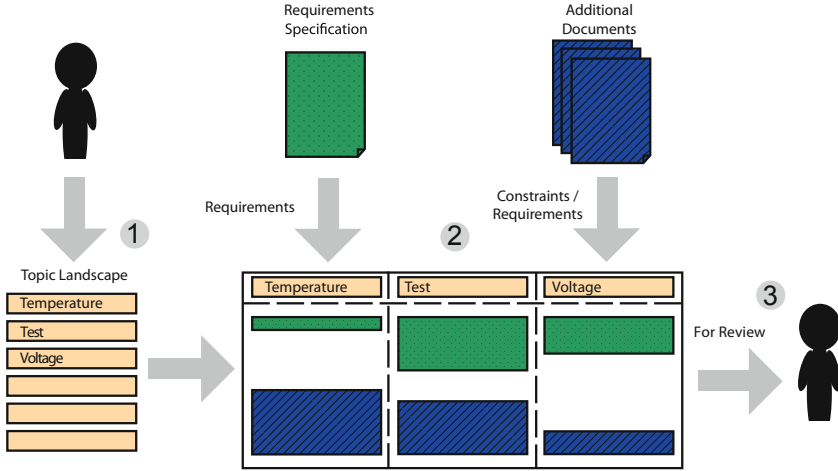 Requirements
Specification
Additional
Documents
Requirements
Constraints /
Requirements
1
2
Topic Landscape
Temperature
Test
Voltage
Temperature
Test
Voltage
3
For Review